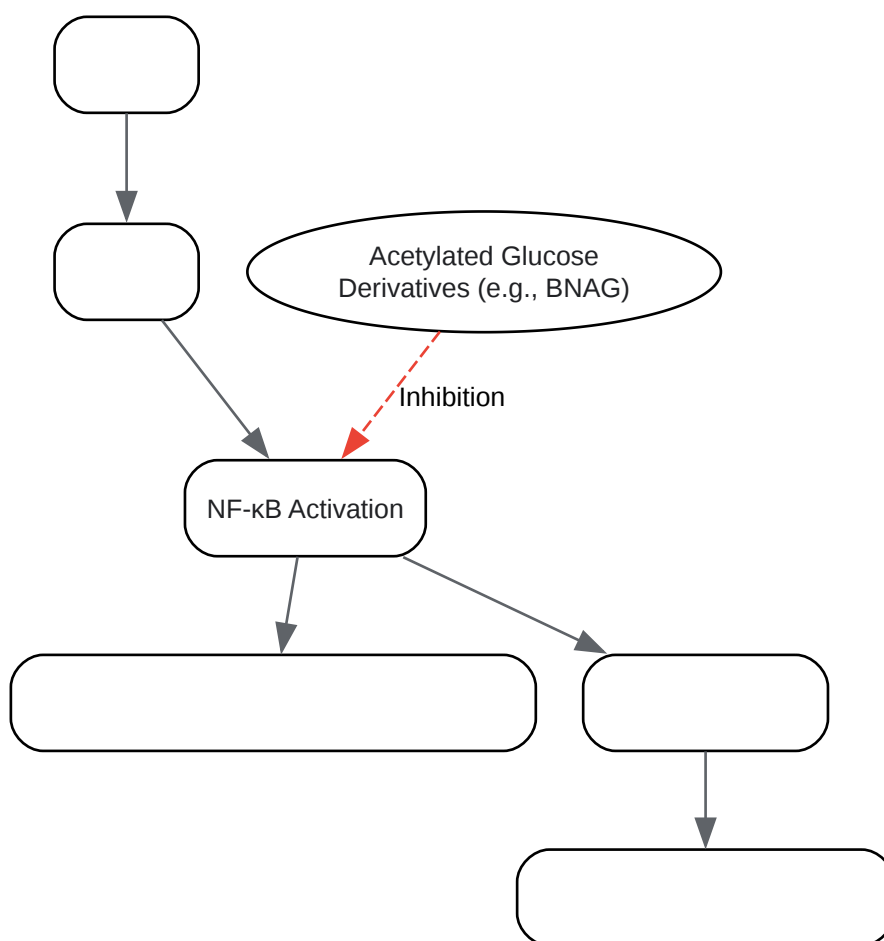 Acetylated Glucose
Derivatives (e.g., BNAG)
Inhibition
NF-κB Activation